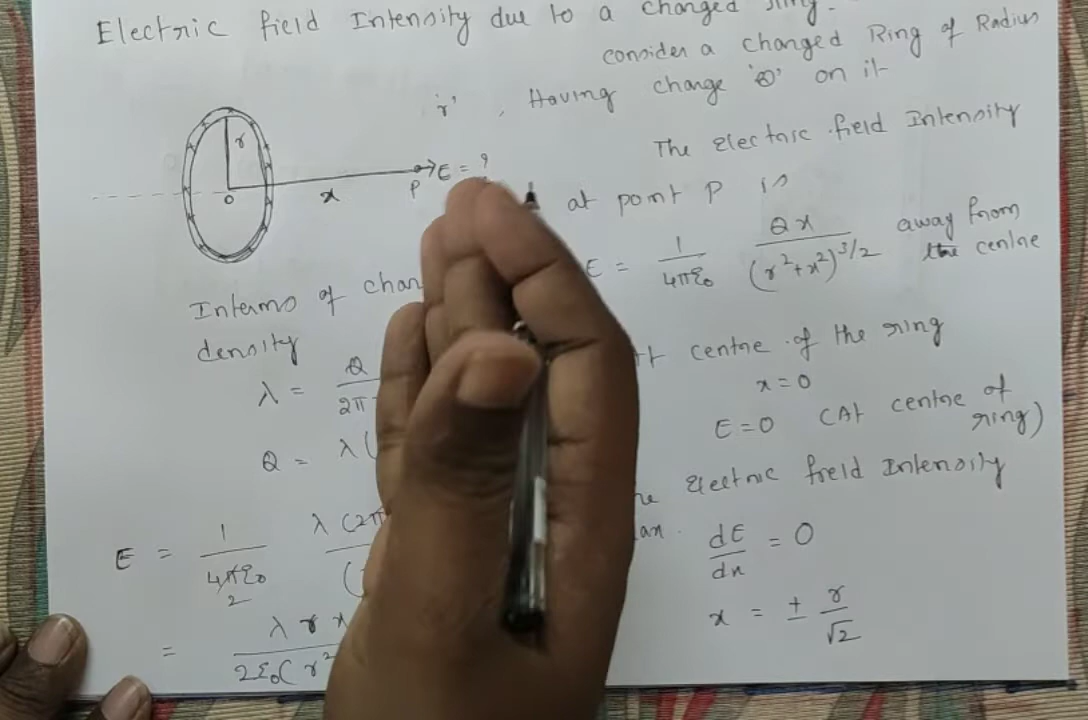 Electric field Intensity due to a charged ring.
consider a charged Ring of Radius
'r', Having charge 'Q' on it
The Electric field Intensity
at point P is
r
o
x
P
E = ?
E = 1/4πε₀ Qx/(r²+x²)^3/2 away from
the centre
Interms of
density
λ = Q/2π
Q = λ(
E = 1/4πε₀ λ(2π
2
= λ r x
2ε₀(r²
centre of the ring
x = 0
E = 0 (At centre of
ring)
Electric field Intensity
dE/dx = 0
x = ± r/√2